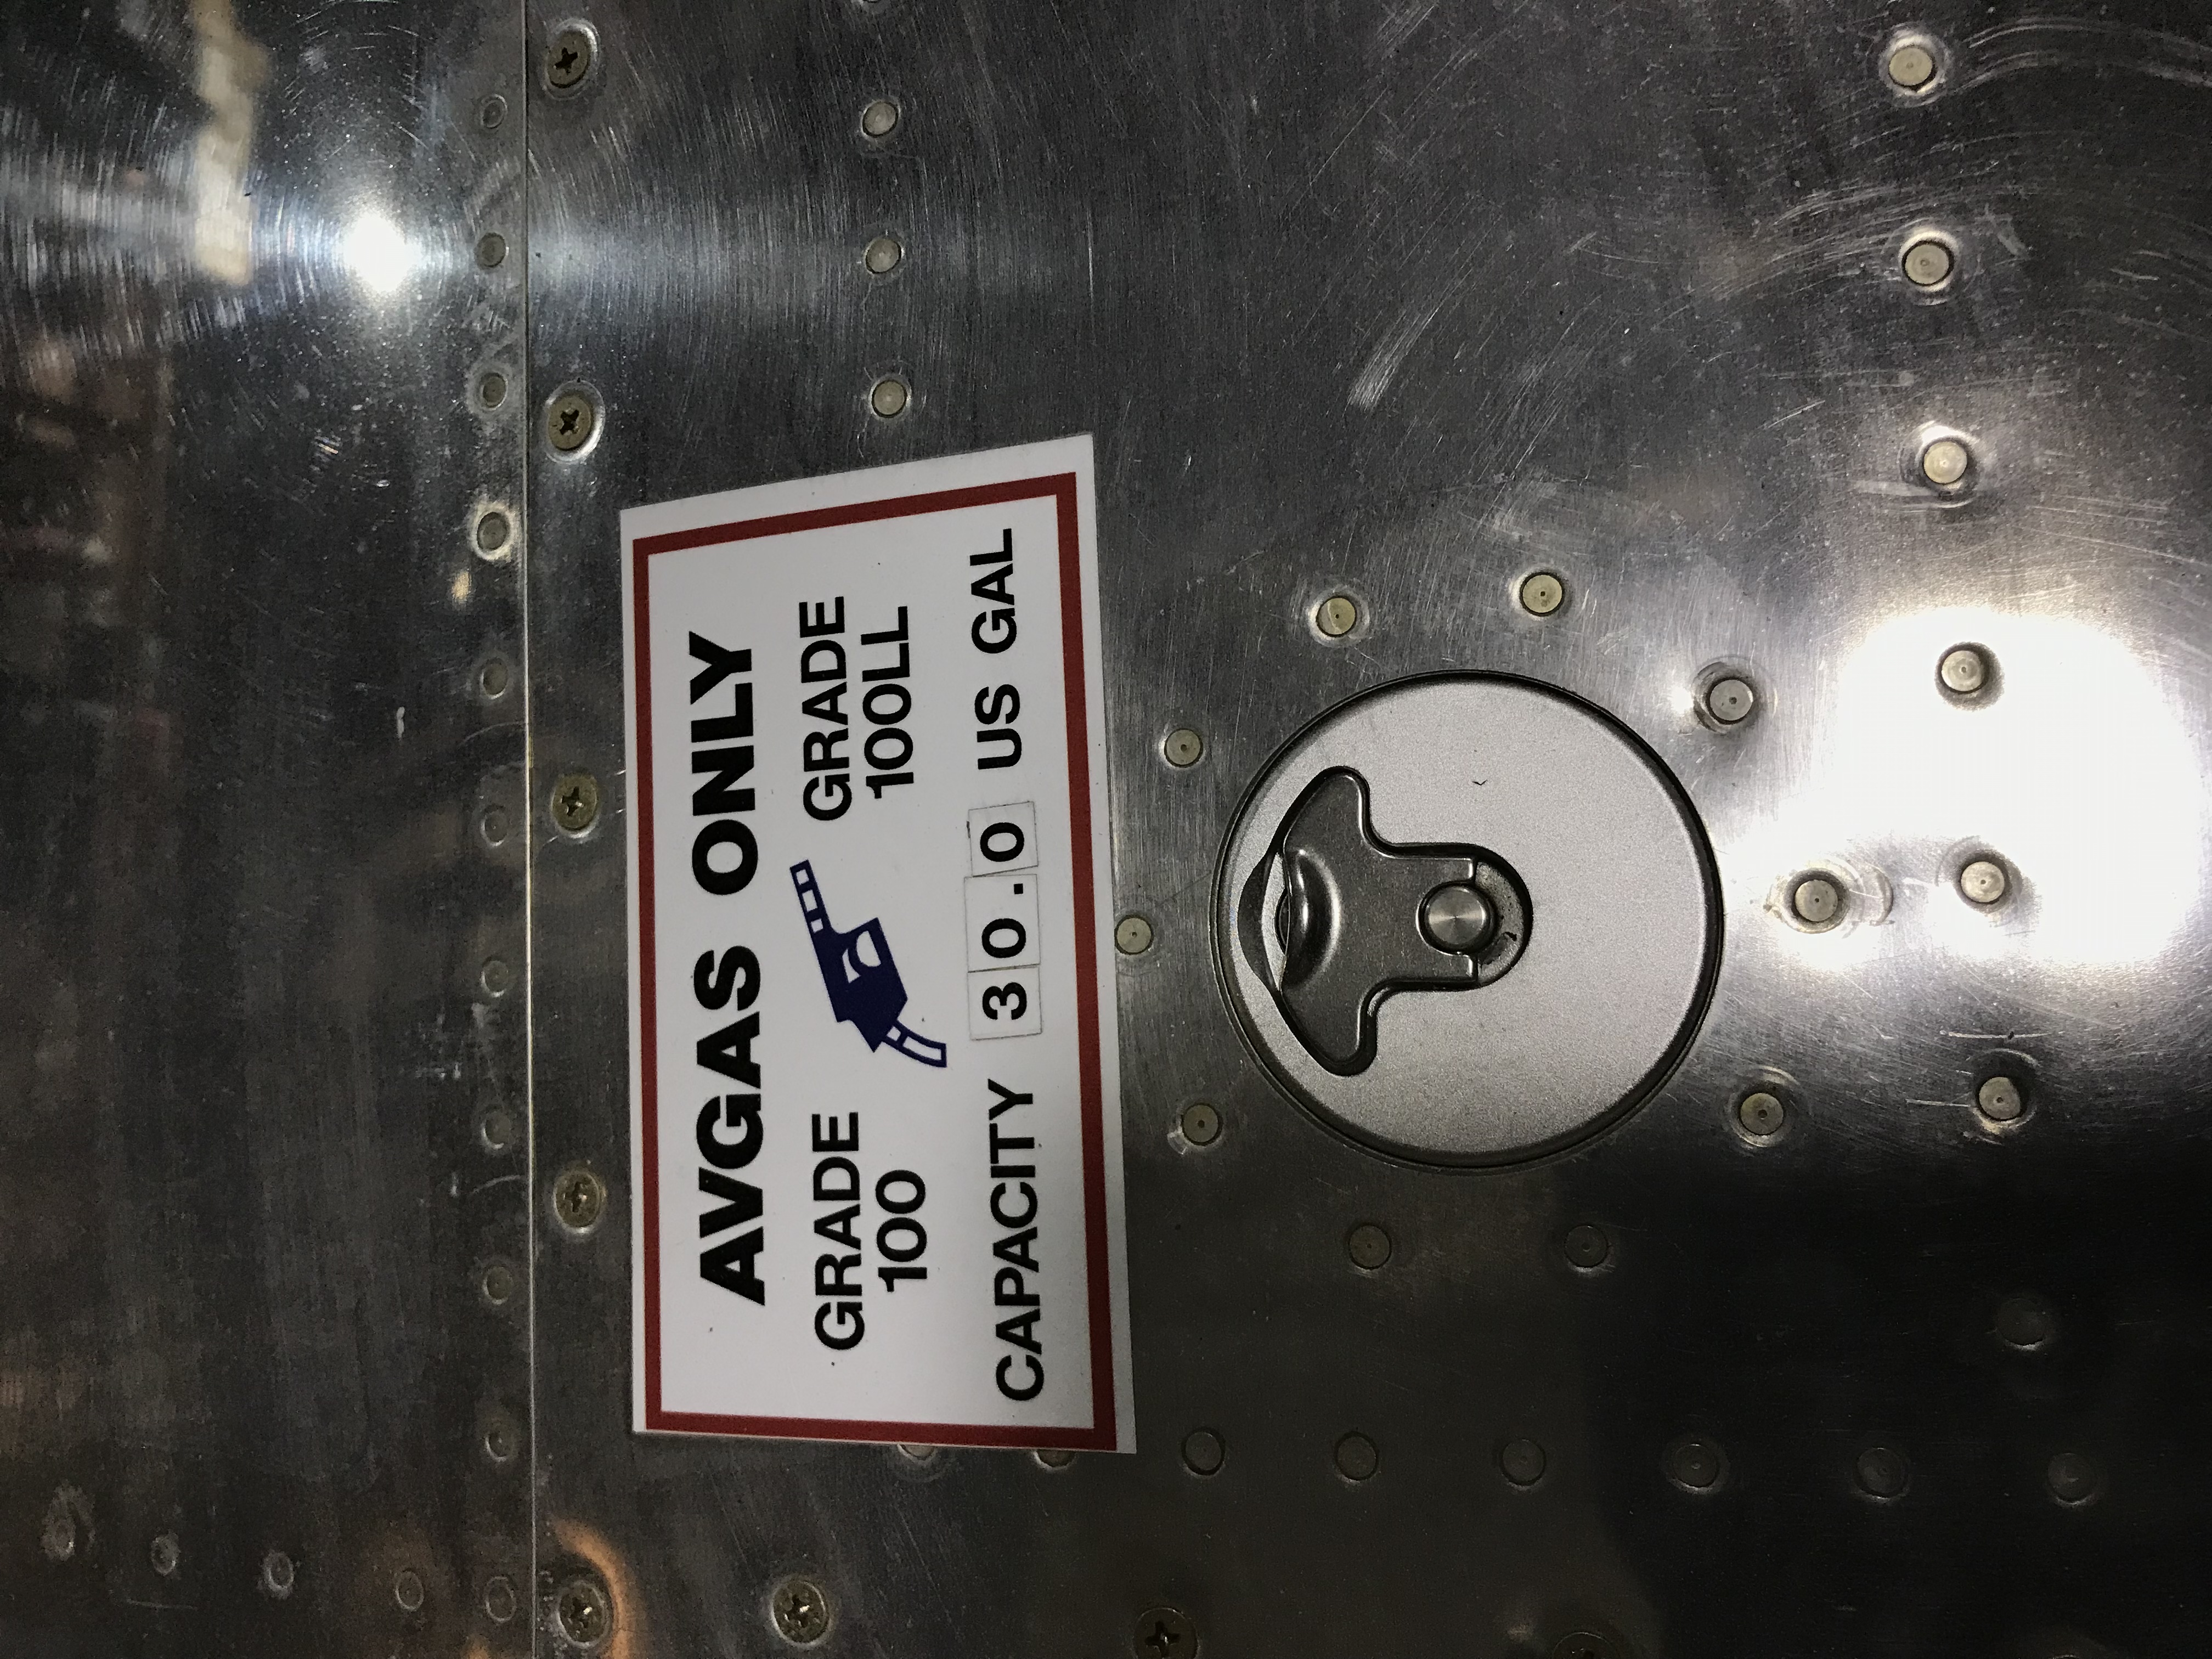 AVGAS ONLY
GRADE 100
GRADE 100LL
CAPACITY 30.0 US GAL